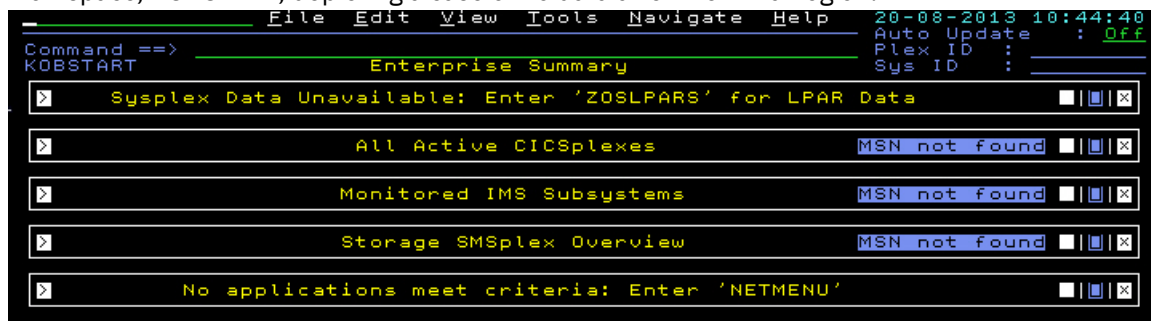 File Edit View Tools Navigate Help 20-08-2013 10:44:40
Auto Update : Off
Command ==> Plex ID :
KOBSTART Enterprise Summary Sys ID :
> Sysplex Data Unavailable: Enter 'ZOSLPARS' for LPAR Data
> All Active CICSplexes MSN not found
> Monitored IMS Subsystems MSN not found
> Storage SMSplex Overview MSN not found
> No applications meet criteria: Enter 'NETMENU'